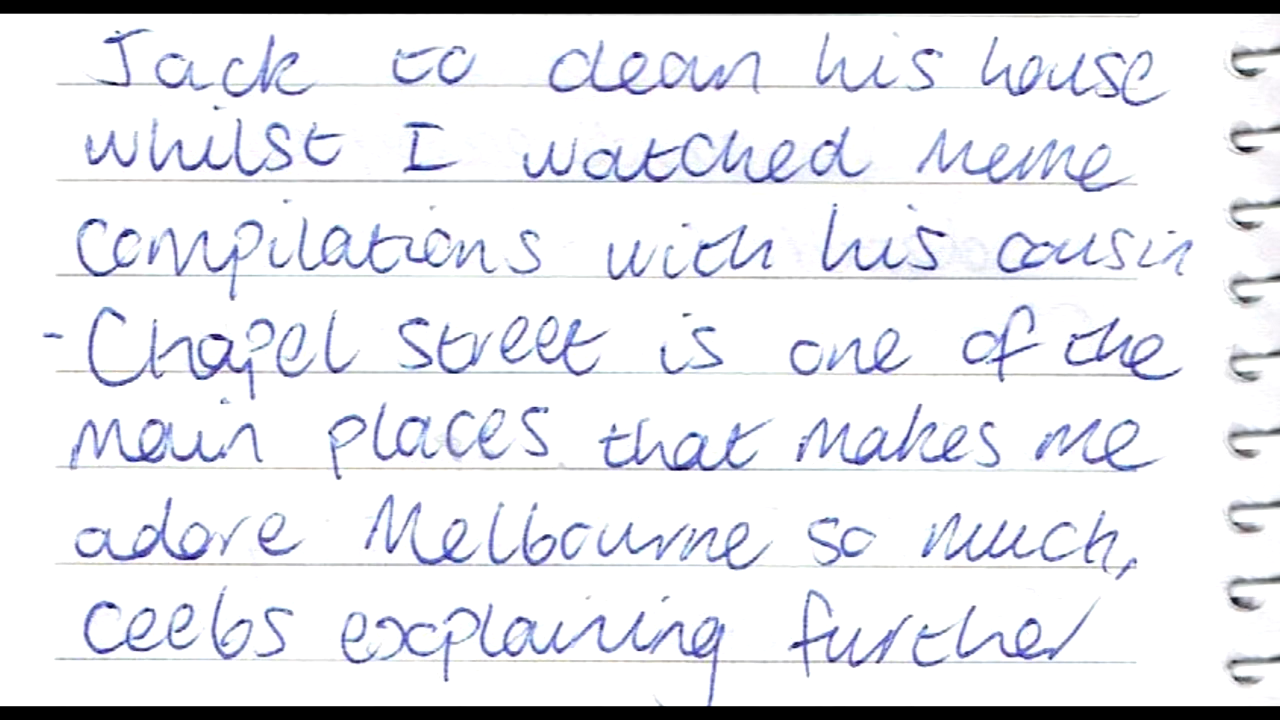 Jack to clean his house
whilst I watched meme
compilations with his cousin
- Chapel street is one of the
main places that makes me
adore Melbourne so much,
ceebs explaining further